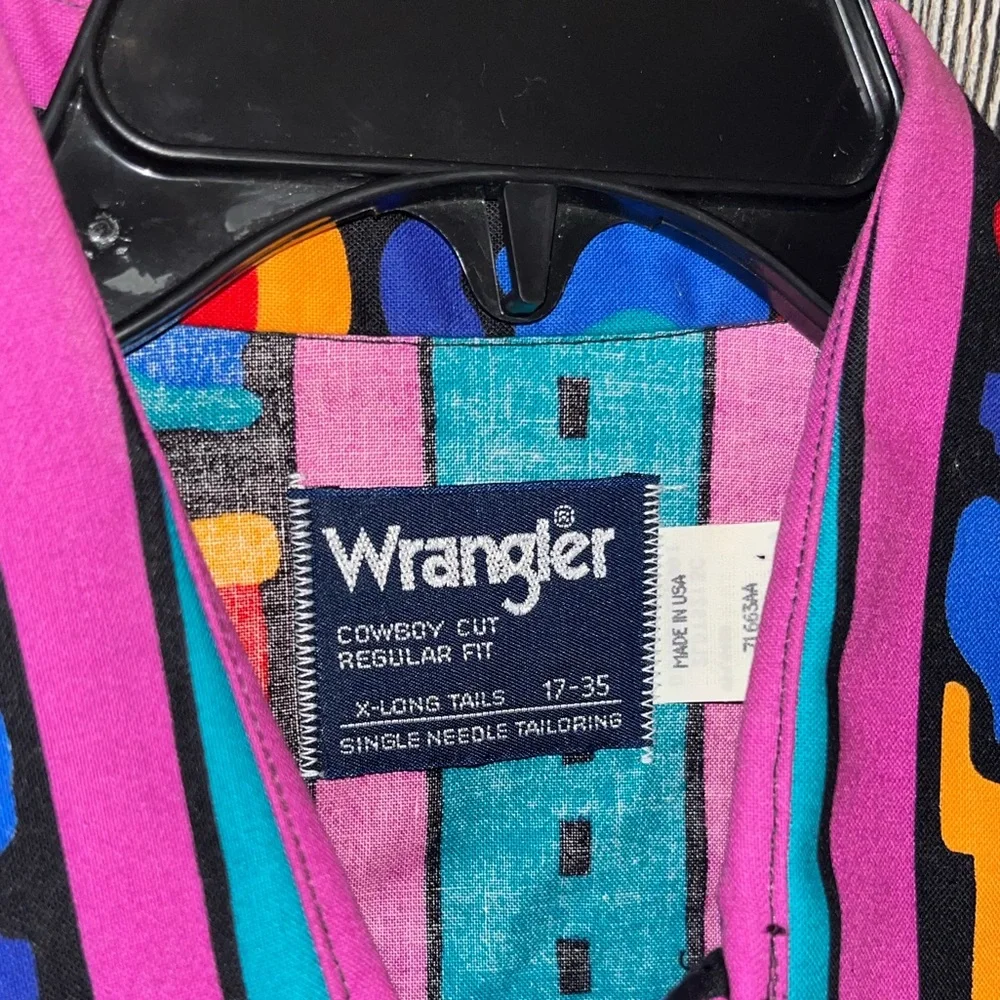 Wrangler®
COWBOY CUT
REGULAR FIT
X-LONG TAILS 17-35
SINGLE NEEDLE TAILORING
MADE IN USA
71663AA